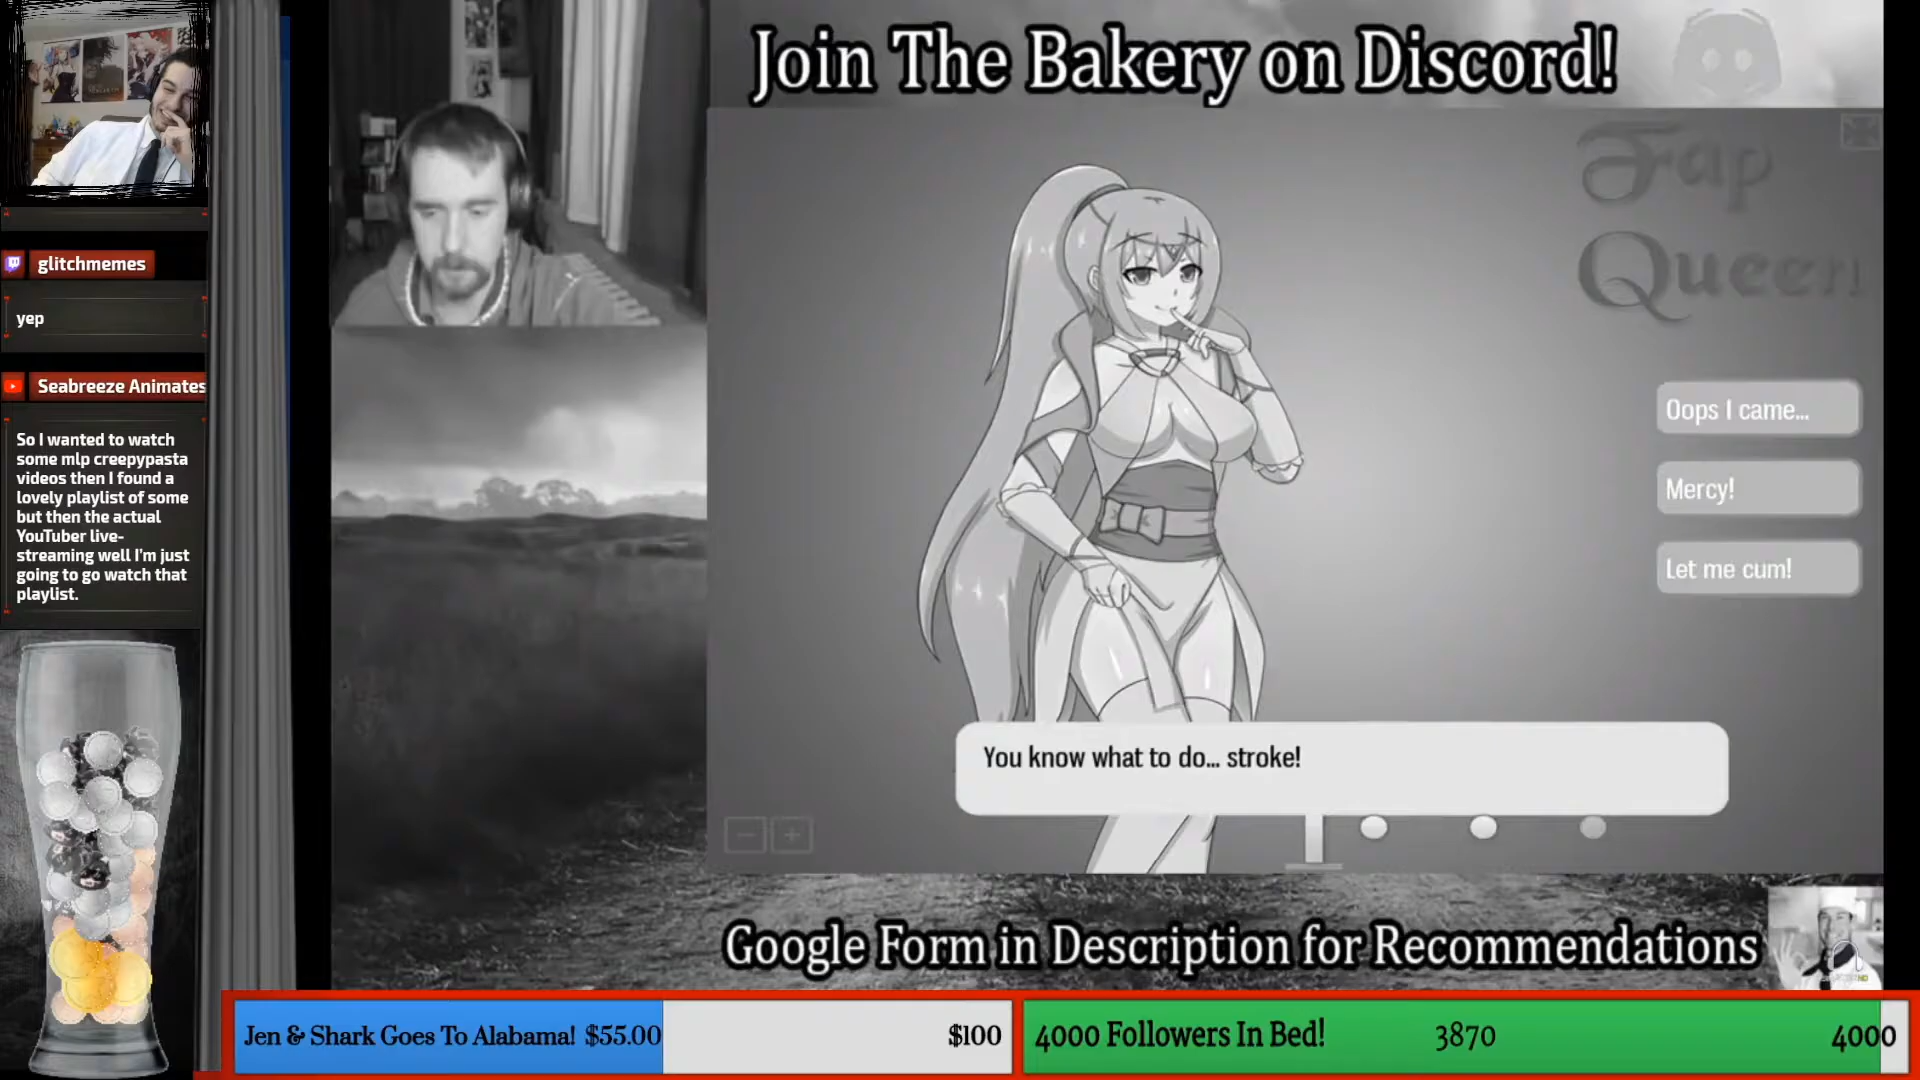 Join The Bakery on Discord!
glitchmemes
yep
Seabreeze Animates
So I wanted to watch
some mlp creepypasta
videos then I found a
lovely playlist of some
but then the actual
YouTuber live-
streaming well I'm just
going to go watch that
playlist.
Fap
Queen
Oops I came...
Mercy!
Let me cum!
You know what to do... stroke!
- +
Google Form in Description for Recommendations
Jen & Shark Goes To Alabama! $55.00 $100
4000 Followers In Bed! 3870 4000